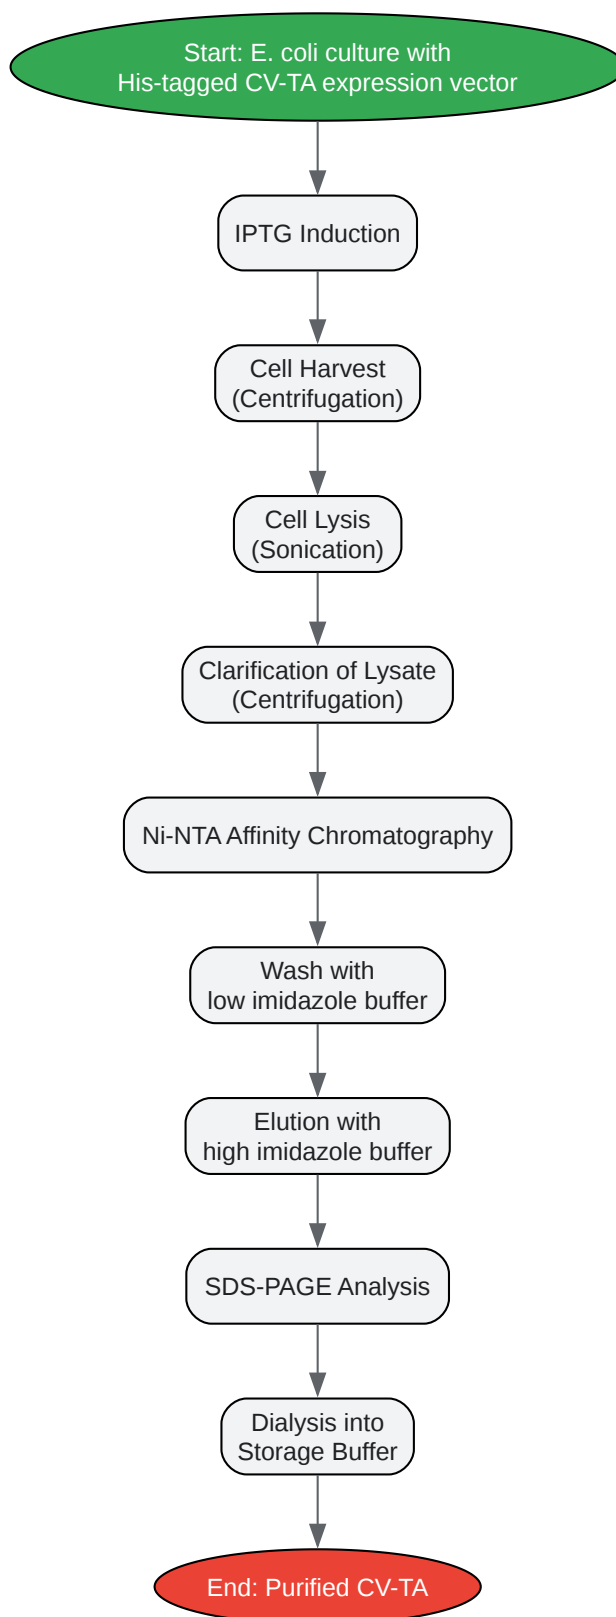 Start: E. coli culture with
His-tagged CV-TA expression vector
IPTG Induction
Cell Harvest
(Centrifugation)
Cell Lysis
(Sonication)
Clarification of Lysate
(Centrifugation)
Ni-NTA Affinity Chromatography
Wash with
low imidazole buffer
Elution with
high imidazole buffer
SDS-PAGE Analysis
Dialysis into
Storage Buffer
End: Purified CV-TA